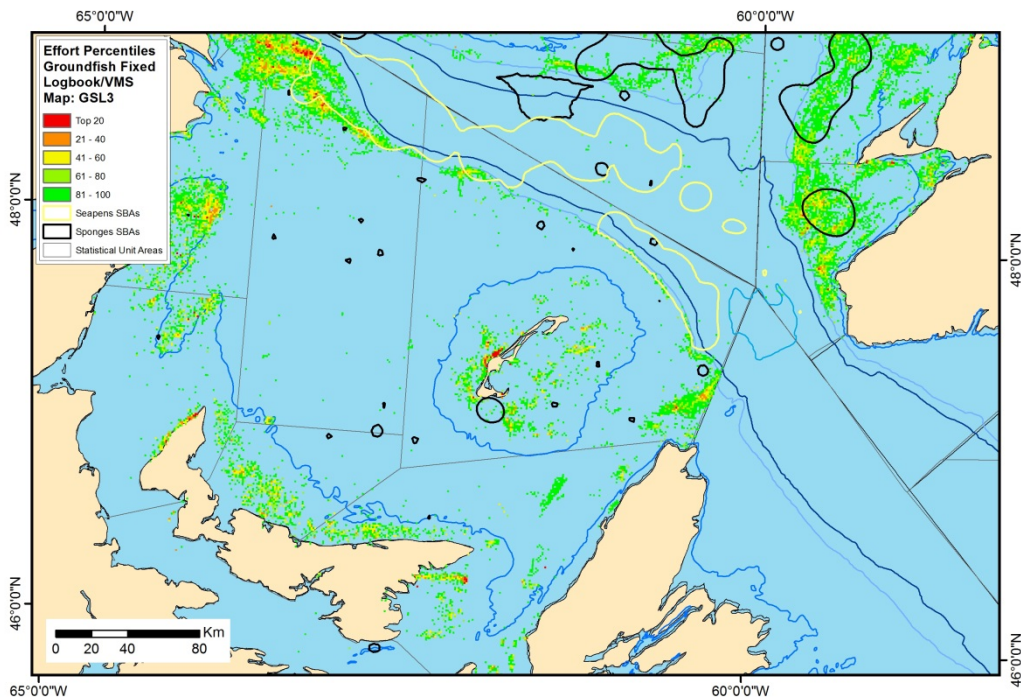 65°0'0"W
60°0'0"W
Effort Percentiles
Groundfish Fixed
Logbook/VMS
Map: GSL3
Top 20
21 - 40
41 - 60
61 - 80
81 - 100
Seapens SBAs
Sponges SBAs
Statistical Unit Areas
48°0'0"N
48°0'0"N
46°0'0"N
46°0'0"N
Km
0 20 40 80
65°0'0"W
60°0'0"W